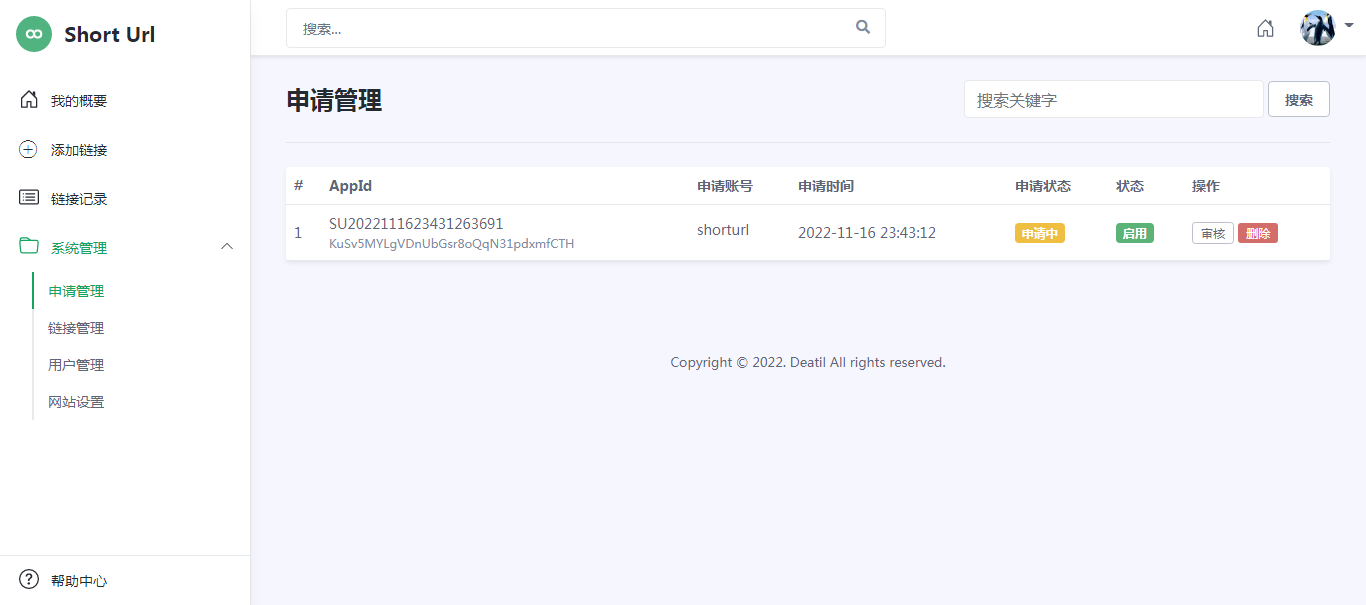 Short Url
我的概要
添加链接
链接记录
系统管理
申请管理
链接管理
用户管理
网站设置
帮助中心
搜索...
申请管理
搜索关键字
搜索
# AppId 申请账号 申请时间 申请状态 状态 操作
1 SU2022111623431263691 shorturl 2022-11-16 23:43:12 申请中 启用 审核 删除
KuSv5MYLgVDnUbGsr8oQqN31pdxmfCTH
Copyright © 2022. Deatil All rights reserved.